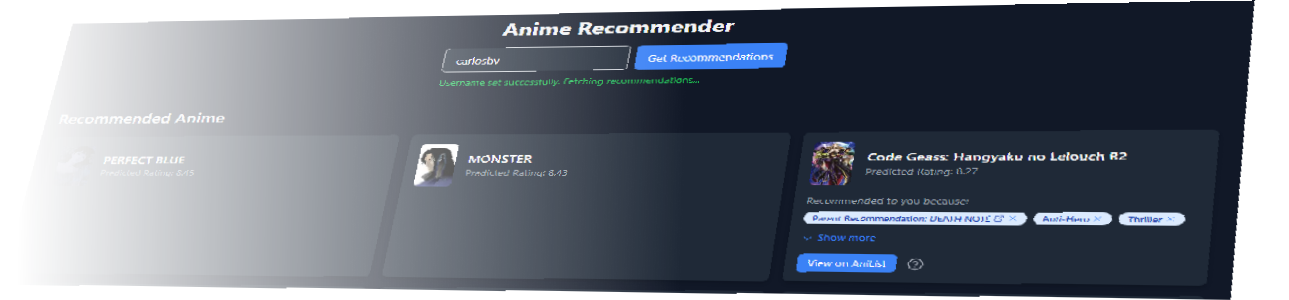 Anime Recommender
carlosbv
Get Recommendations
Username set successfully. Fetching recommendations...
Recommended Anime
PERFECT BLUE
Predicted Rating: 8.45
MONSTER
Predicted Rating: 8.43
Code Geass: Hangyaku no Lelouch R2
Predicted Rating: 8.27
Recommended to you because:
Parent Recommendation: DEATH NOTE
Anti-Hero
Thriller
Show more
View on AniList